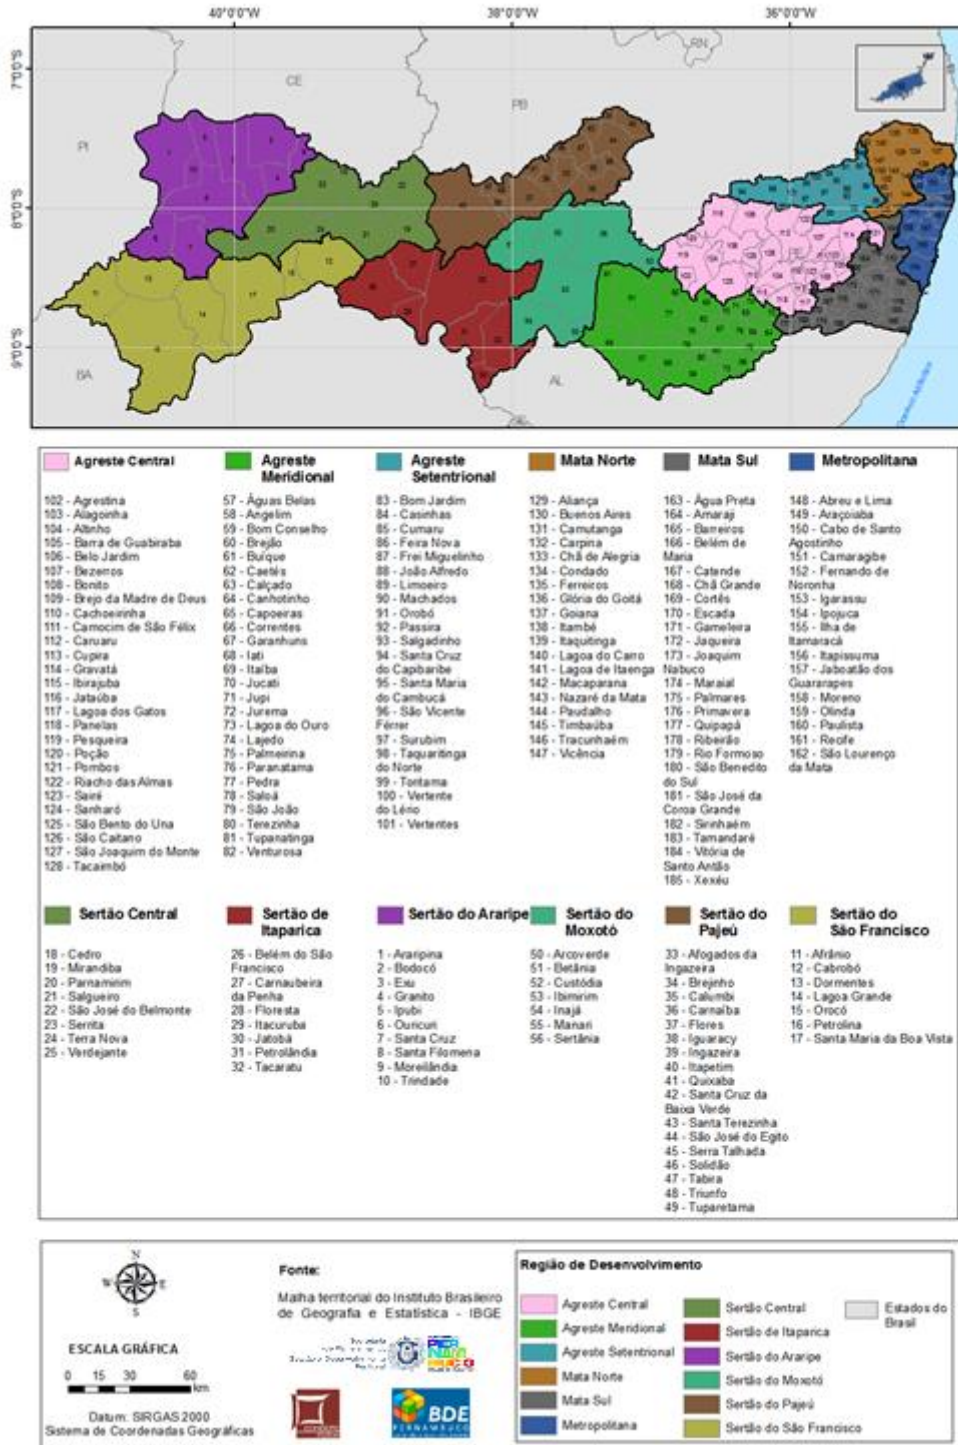 40°0'0"W 38°0'0"W 36°0'0"W
7°0'0"S
8°0'0"S
9°0'0"S
PI
CE
PB
RN
BA
AL
Agreste Central
102 - Agrestina
103 - Alagoinha
104 - Altinho
105 - Barra de Guabiraba
106 - Belo Jardim
107 - Bezerros
108 - Bonito
109 - Brejo da Madre de Deus
110 - Cachoeirinha
111 - Camocim de São Félix
112 - Caruaru
113 - Cupira
114 - Gravatá
115 - Ibirajuba
116 - Jataúba
117 - Lagoa dos Gatos
118 - Panelas
119 - Pesqueira
120 - Poção
121 - Pombos
122 - Riacho das Almas
123 - Sairé
124 - Sanharó
125 - São Bento do Una
126 - São Caitano
127 - São Joaquim do Monte
128 - Tacaimbó
Agreste
Meridional
57 - Águas Belas
58 - Angelim
59 - Bom Conselho
60 - Brejão
61 - Buíque
62 - Caetés
63 - Calçado
64 - Canhotinho
65 - Capoeiras
66 - Correntes
67 - Garanhuns
68 - Iati
69 - Itaíba
70 - Jucati
71 - Jupi
72 - Jurema
73 - Lagoa do Ouro
74 - Lajedo
75 - Palmeirina
76 - Paranatama
77 - Pedra
78 - Saloá
79 - São João
80 - Terezinha
81 - Tupanatinga
82 - Venturosa
Agreste
Setentrional
83 - Bom Jardim
84 - Casinhas
85 - Cumaru
86 - Feira Nova
87 - Frei Miguelinho
88 - João Alfredo
89 - Limoeiro
90 - Machados
91 - Orobó
92 - Passira
93 - Salgadinho
94 - Santa Cruz
do Capibaribe
95 - Santa Maria
do Cambucá
96 - São Vicente
Férrer
97 - Surubim
98 - Taquaritinga
do Norte
99 - Toritama
100 - Vertente
do Lério
101 - Vertentes
Mata Norte
129 - Aliança
130 - Buenos Aires
131 - Camutanga
132 - Carpina
133 - Chã de Alegria
134 - Condado
135 - Ferreiros
136 - Glória do Goitá
137 - Goiana
138 - Itambé
139 - Itaquitinga
140 - Lagoa do Carro
141 - Lagoa de Itaenga
142 - Macaparana
143 - Nazaré da Mata
144 - Paudalho
145 - Timbaúba
146 - Tracunhaém
147 - Vicência
Mata Sul
163 - Água Preta
164 - Amaraji
165 - Barreiros
166 - Belém de
Maria
167 - Catende
168 - Chã Grande
169 - Cortês
170 - Escada
171 - Gameleira
172 - Jaqueira
173 - Joaquim
Nabuco
174 - Maraial
175 - Palmares
176 - Primavera
177 - Quipapá
178 - Ribeirão
179 - Rio Formoso
180 - São Benedito
do Sul
181 - São José da
Coroa Grande
182 - Sirinhaém
183 - Tamandaré
184 - Vitória de
Santo Antão
185 - Xexéu
Metropolitana
148 - Abreu e Lima
149 - Araçoiaba
150 - Cabo de Santo
Agostinho
151 - Camaragibe
152 - Fernando de
Noronha
153 - Igarassu
154 - Ipojuca
155 - Ilha de
Itamaracá
156 - Itapissuma
157 - Jaboatão dos
Guararapes
158 - Moreno
159 - Olinda
160 - Paulista
161 - Recife
162 - São Lourenço
da Mata
Sertão Central
18 - Cedro
19 - Mirandiba
20 - Parnamirim
21 - Salgueiro
22 - São José do Belmonte
23 - Serrita
24 - Terra Nova
25 - Verdejante
Sertão de
Itaparica
26 - Belém do São
Francisco
27 - Carnaubeira
da Penha
28 - Floresta
29 - Itacuruba
30 - Jatobá
31 - Petrolândia
32 - Tacaratu
Sertão do Araripe
1 - Araripina
2 - Bodocó
3 - Exu
4 - Granito
5 - Ipubi
6 - Ouricuri
7 - Santa Cruz
8 - Santa Filomena
9 - Moreilândia
10 - Trindade
Sertão do
Moxotó
50 - Arcoverde
51 - Betânia
52 - Custódia
53 - Ibimirim
54 - Inajá
55 - Manari
56 - Sertânia
Sertão do
Pajeú
33 - Afogados da
Ingazeira
34 - Brejinho
35 - Calumbi
36 - Carnaíba
37 - Flores
38 - Iguaracy
39 - Ingazeira
40 - Itapetim
41 - Quixaba
42 - Santa Cruz da
Baixa Verde
43 - Santa Terezinha
44 - São José do Egito
45 - Serra Talhada
46 - Solidão
47 - Tabira
48 - Triunfo
49 - Tuparetama
Sertão do
São Francisco
11 - Afrânio
12 - Cabrobó
13 - Dormentes
14 - Lagoa Grande
15 - Orocó
16 - Petrolina
17 - Santa Maria da Boa Vista
N
W E
S
ESCALA GRÁFICA
0 15 30 60
km
Datum: SIRGAS 2000
Sistema de Coordenadas Geográficas
Fonte:
Malha territorial do Instituto Brasileiro
de Geografia e Estatística - IBGE
BDE
PERNAMBUCO
Região de Desenvolvimento
Agreste Central
Agreste Meridional
Agreste Setentrional
Mata Norte
Mata Sul
Metropolitana
Sertão Central
Sertão de Itaparica
Sertão do Araripe
Sertão do Moxotó
Sertão do Pajeú
Sertão do São Francisco
Estados do
Brasil